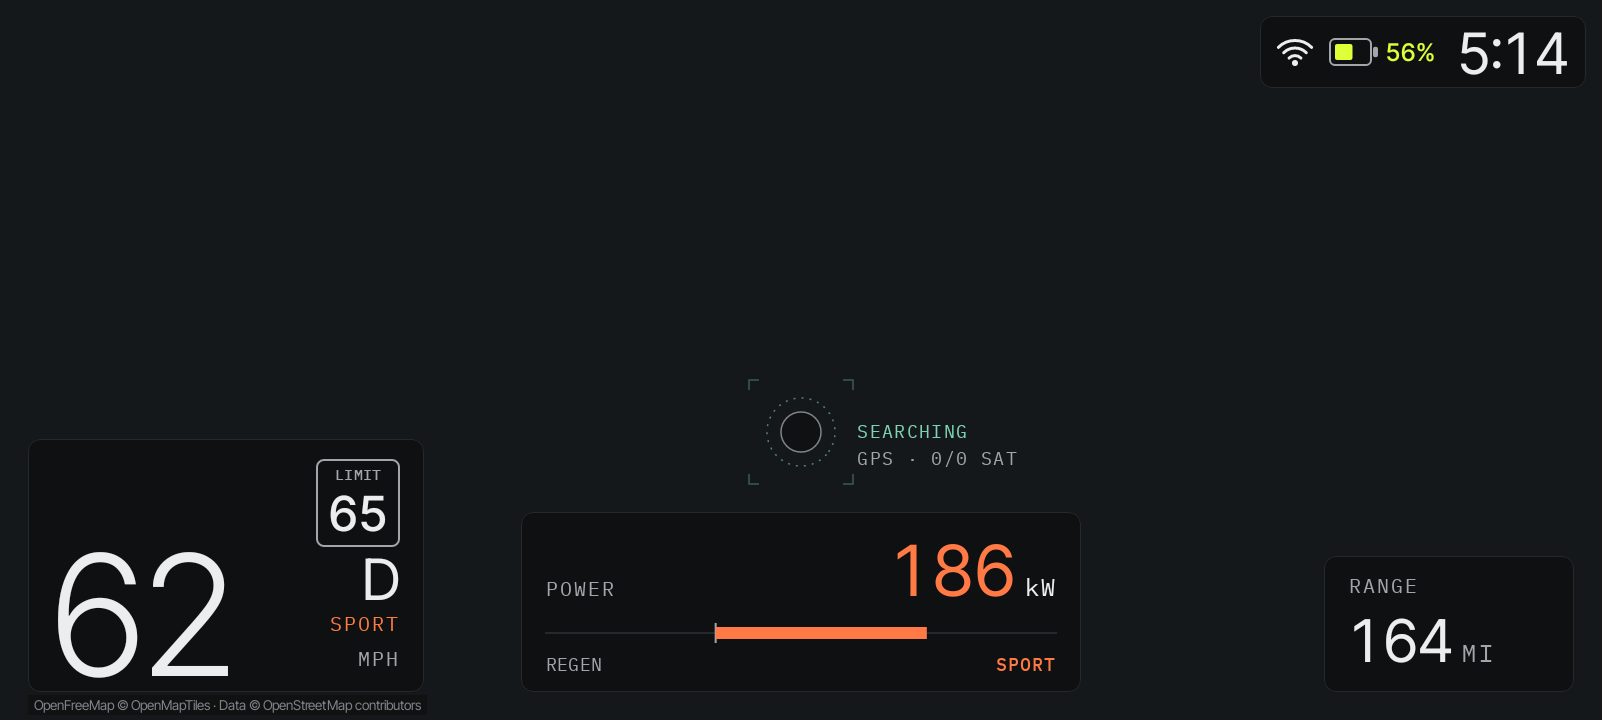 56% 5:14
SEARCHING
GPS · 0/0 SAT
LIMIT
65
62
D
SPORT
MPH
POWER 186 kW
REGEN SPORT
RANGE
164 MI
OpenFreeMap © OpenMapTiles · Data © OpenStreetMap contributors